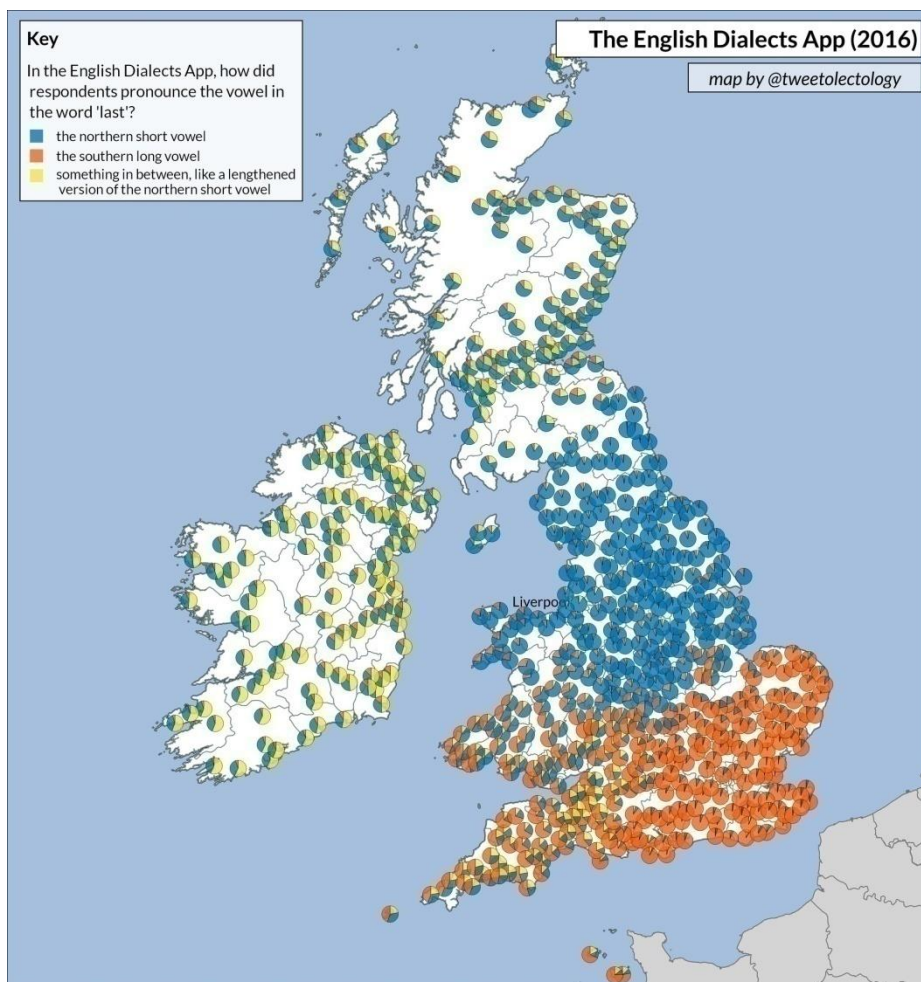 Key
In the English Dialects App, how did
respondents pronounce the vowel in
the word 'last'?
the northern short vowel
the southern long vowel
something in between, like a lengthened
version of the northern short vowel
The English Dialects App (2016)
map by @tweetolectology